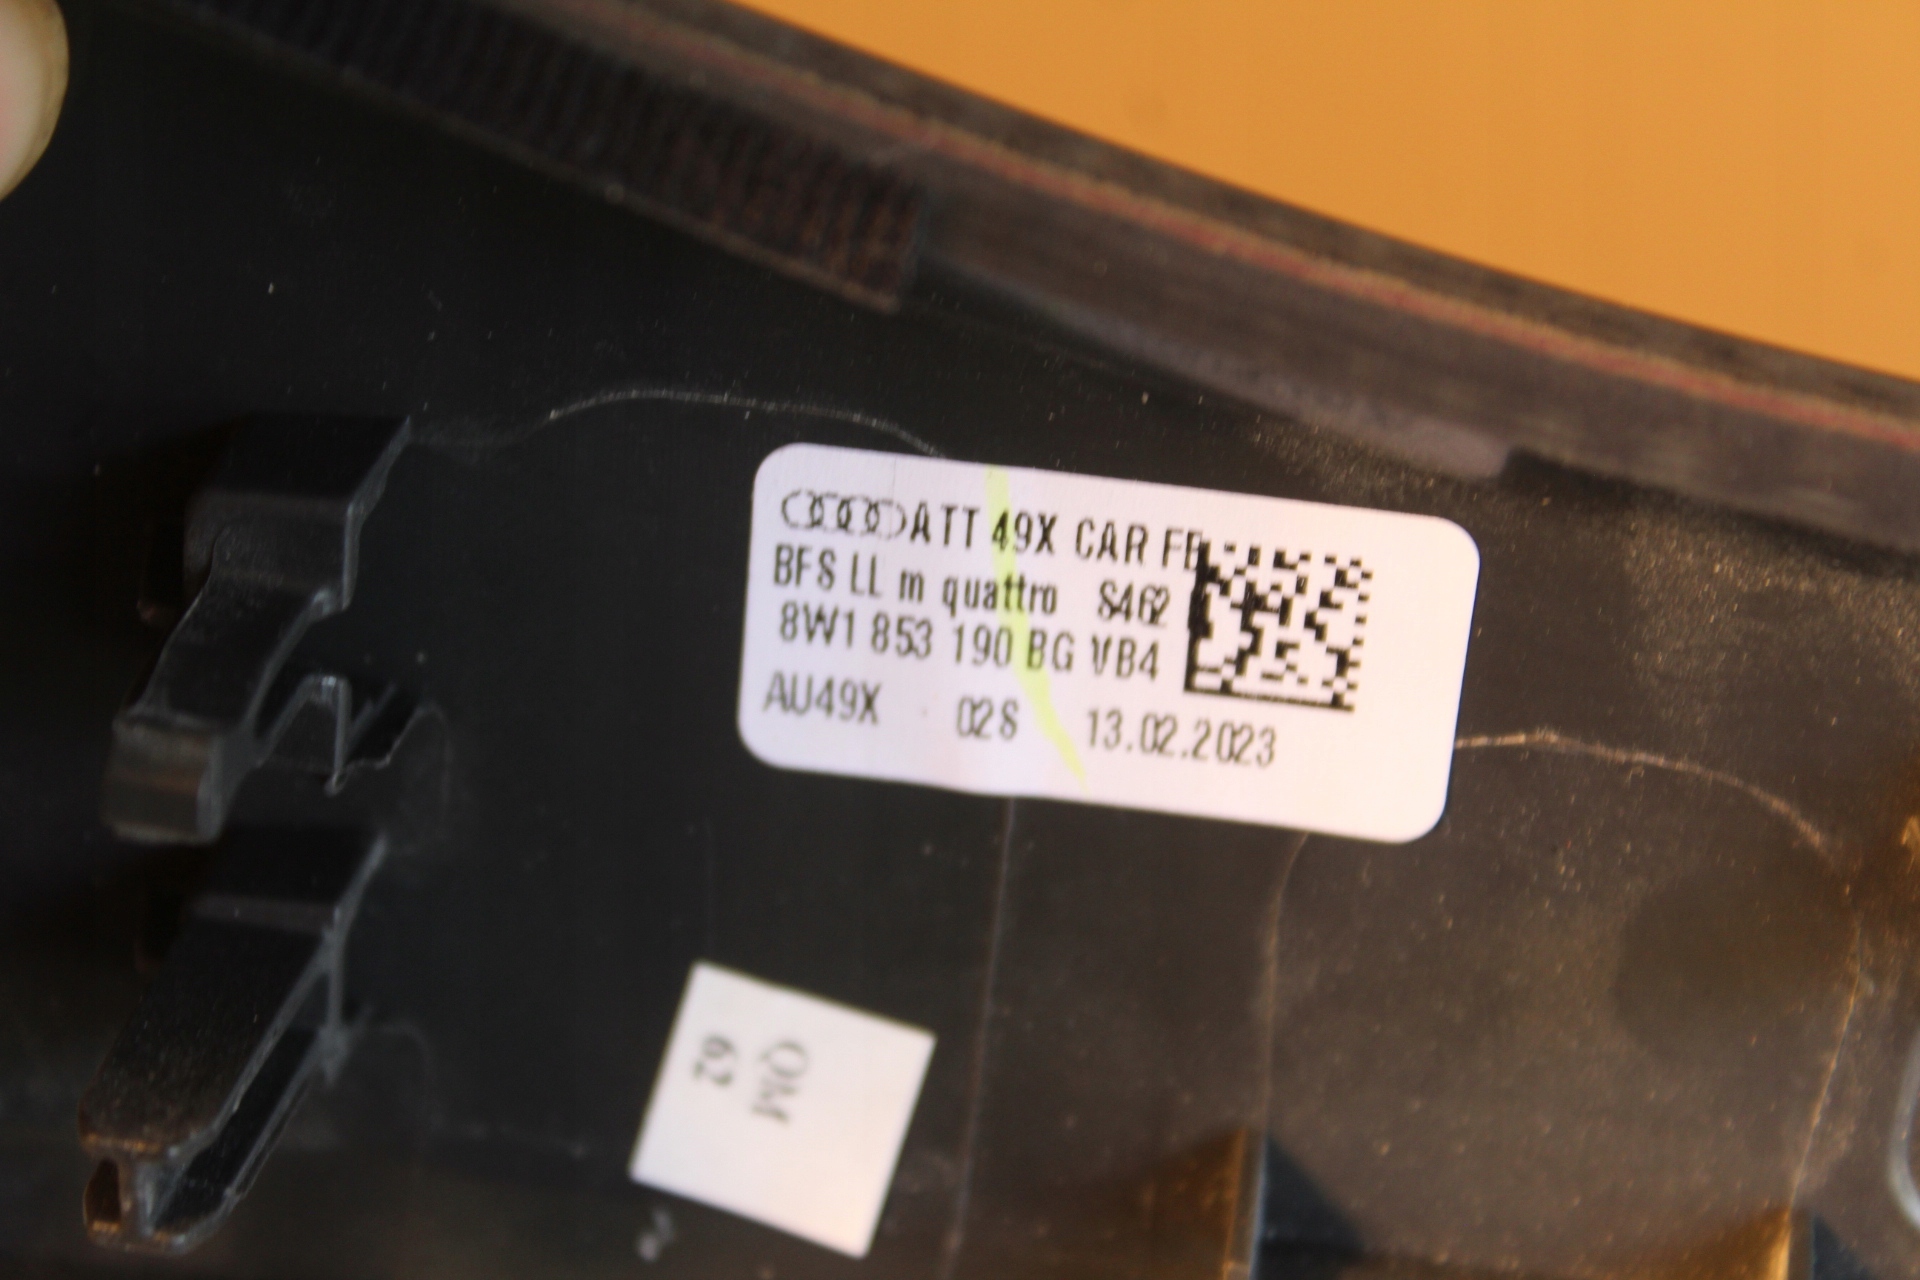 ATT 49X CAR FB
BFS LL m quattro S462
8W1 853 190 BG VB4
AU49X 02S 13.02.2023
QM
62